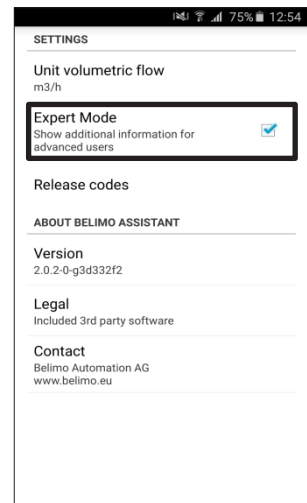 75% 12:54
SETTINGS
Unit volumetric flow
m3/h
Expert Mode
Show additional information for
advanced users
Release codes
ABOUT BELIMO ASSISTANT
Version
2.0.2-0-g3d332f2
Legal
Included 3rd party software
Contact
Belimo Automation AG
www.belimo.eu